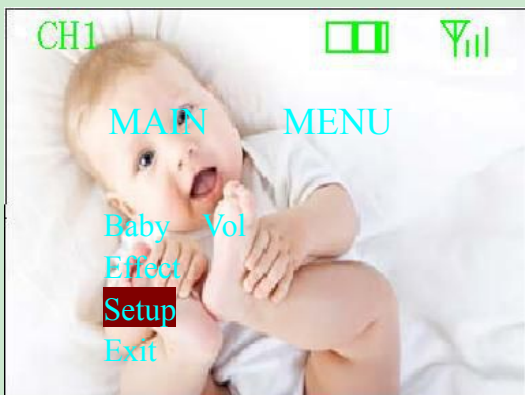 CH1
MAIN MENU
Baby Vol
Effect
Setup
Exit